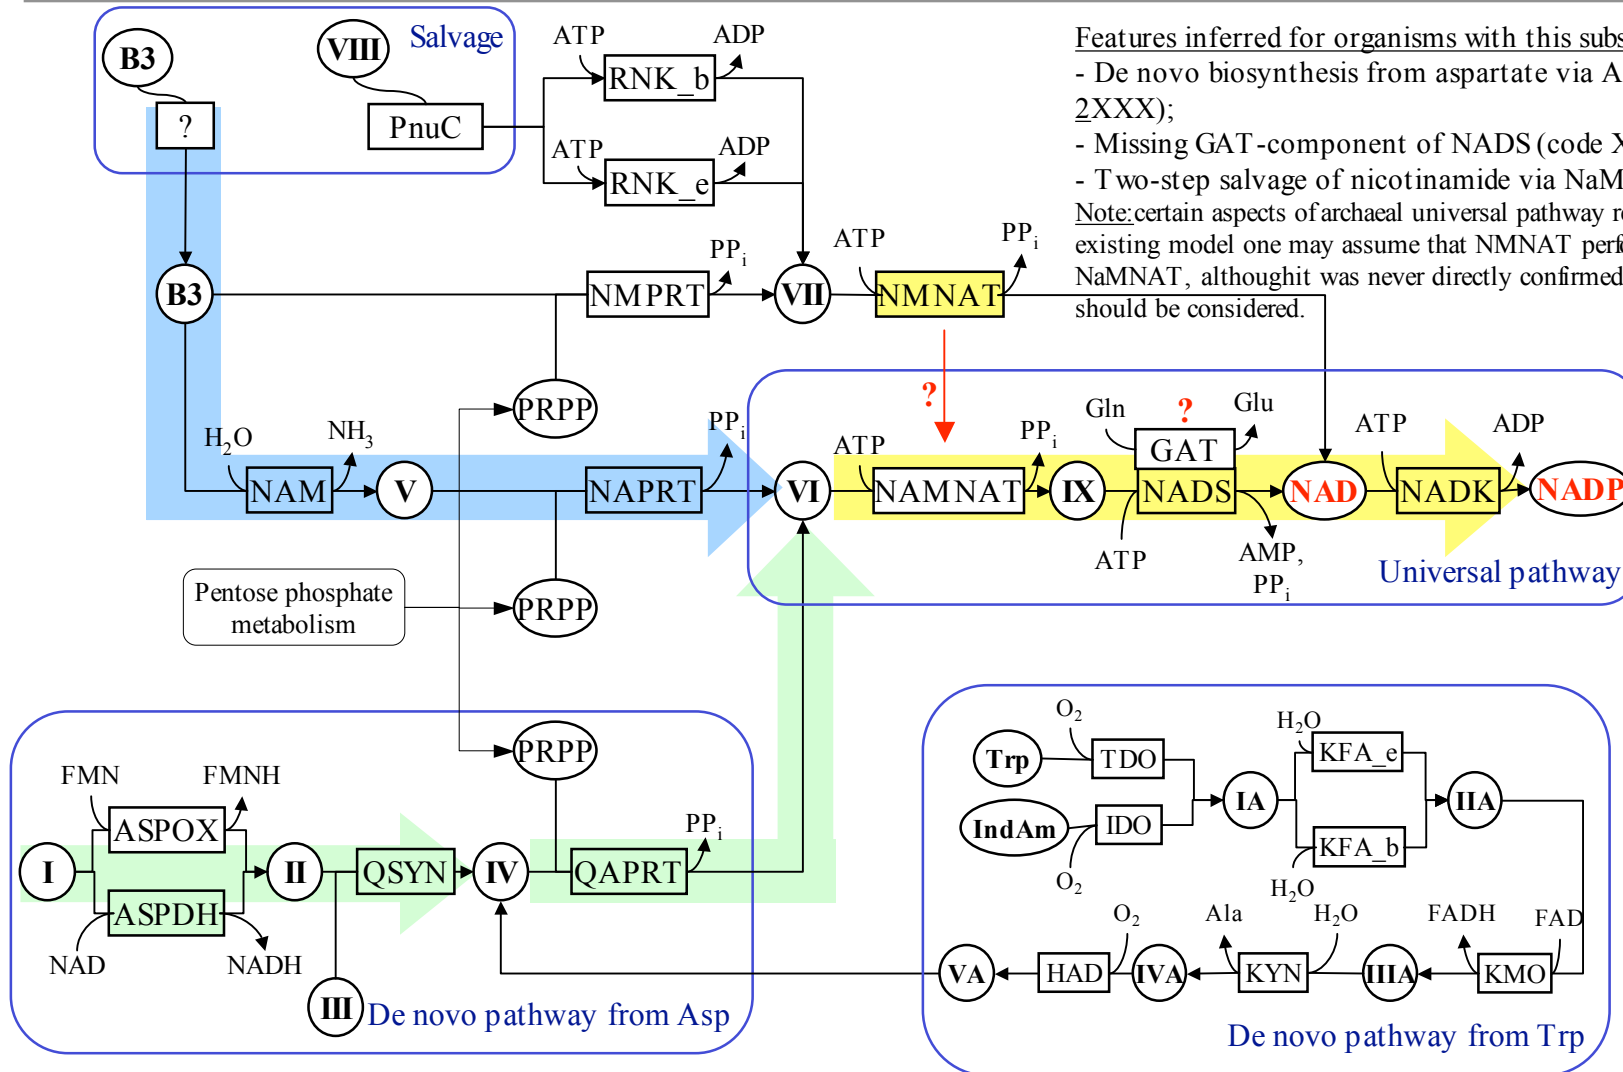 B3
VIII
Salvage
?
PnuC
ATP
ADP
RNK_b
ATP
ADP
RNK_e
Features inferred for organisms with this subs
- De novo biosynthesis from aspartate via A
2XXX);
- Missing GAT-component of NADS (code X
- Two-step salvage of nicotinamide via NaM
Note: certain aspects of archaeal universal pathway re
existing model one may assume that NMNAT perf
NaMNAT, althoughit was never directly confirmed
should be considered.
B3
NMPRT
PPi
VII
ATP
NMNAT
PPi
PRPP
?
H2O
NH3
NAM
V
NAPRT
PPi
VI
ATP
NAMNAT
PPi
IX
Gln
?
Glu
GAT
NADS
ATP
AMP,
PPi
NAD
ATP
ADP
NADK
NADP
Universal pathway
Pentose phosphate
metabolism
PRPP
PRPP
FMN
FMNH
ASPOX
I
II
QSYN
IV
QAPRT
PPi
ASPDH
NAD
NADH
III
De novo pathway from Asp
O2
Trp
TDO
IndAm
IDO
O2
IA
H2O
KFA_e
KFA_b
H2O
IIA
VA
HAD
O2
IVA
Ala
KYN
H2O
IIIA
FADH
KMO
FAD
De novo pathway from Trp